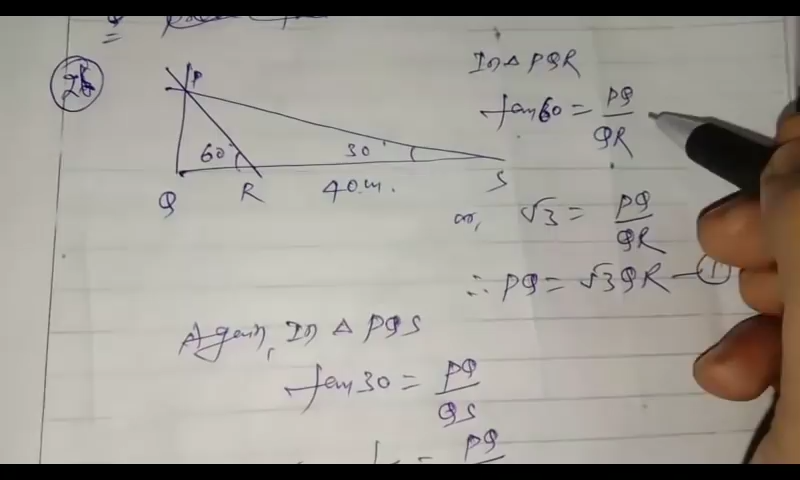 P
60°
30°
Q
R
40m.
S
In △ PQR
tan60 = PQ/QR
or, √3 = PQ/QR
∴ PQ = √3QR — ①
Again, In △ PQS
tan30 = PQ/QS
= PQ